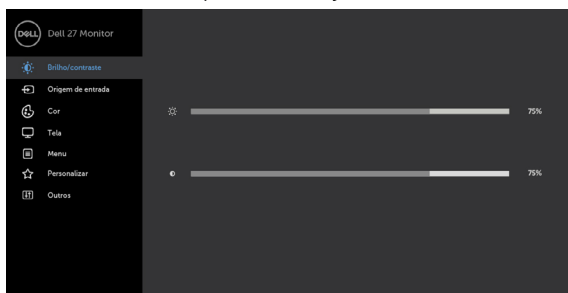 DELL Dell 27 Monitor
Brilho/contraste
Origem de entrada
Cor
75%
Tela
Menu
Personalizar
75%
Outros